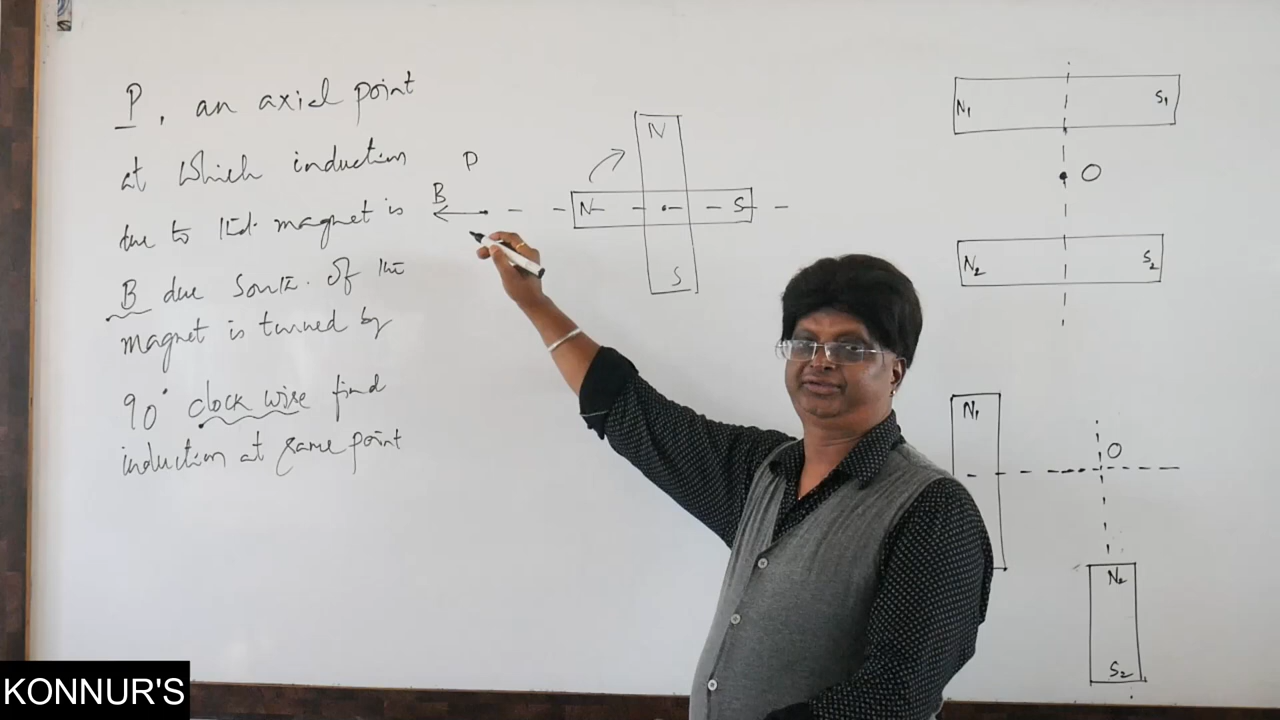 P, an axial point
at which induction
due to magnet is
B due South. If the
magnet is turned by
90° clock wise find
induction at same point
P
B
N
N S
S
N₁ S₁
O
N₂ S₂
N₁
O
N₂
S₂
KONNUR'S